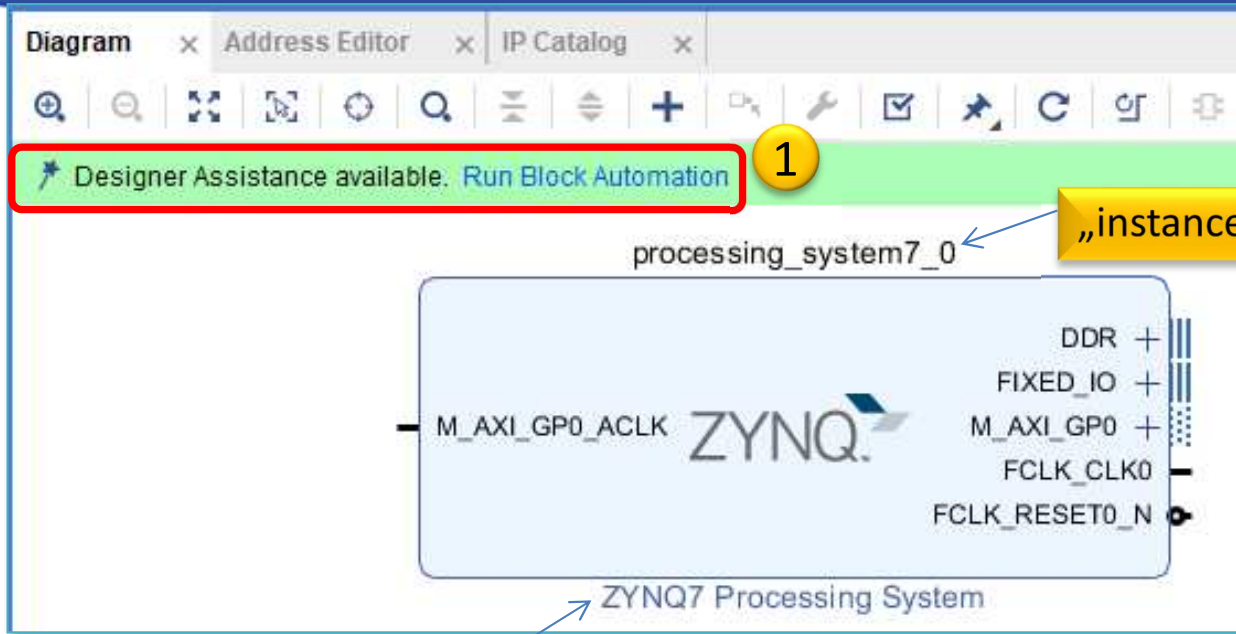 Diagram Address Editor IP Catalog
Designer Assistance available. Run Block Automation
1
„instance
processing_system7_0
DDR
FIXED_IO
M_AXI_GP0_ACLK ZYNQ. M_AXI_GP0
FCLK_CLK0
FCLK_RESET0_N
ZYNQ7 Processing System